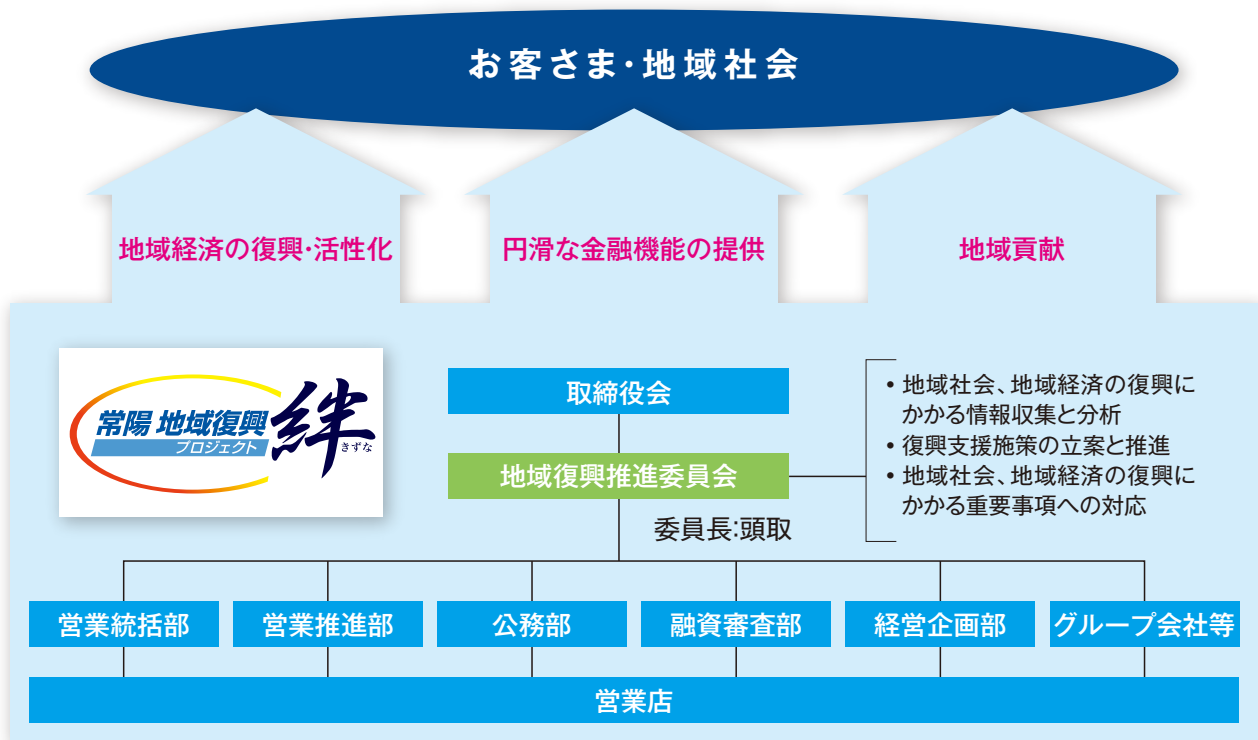 お客さま・地域社会
地域経済の復興・活性化
円滑な金融機能の提供
地域貢献
常陽 地域復興
プロジェクト
絆
きずな
取締役会
地域復興推進委員会
委員長:頭取
• 地域社会、地域経済の復興に
かかる情報収集と分析
• 復興支援施策の立案と推進
• 地域社会、地域経済の復興に
かかる重要事項への対応
営業統括部
営業推進部
公務部
融資審査部
経営企画部
グループ会社等
営業店